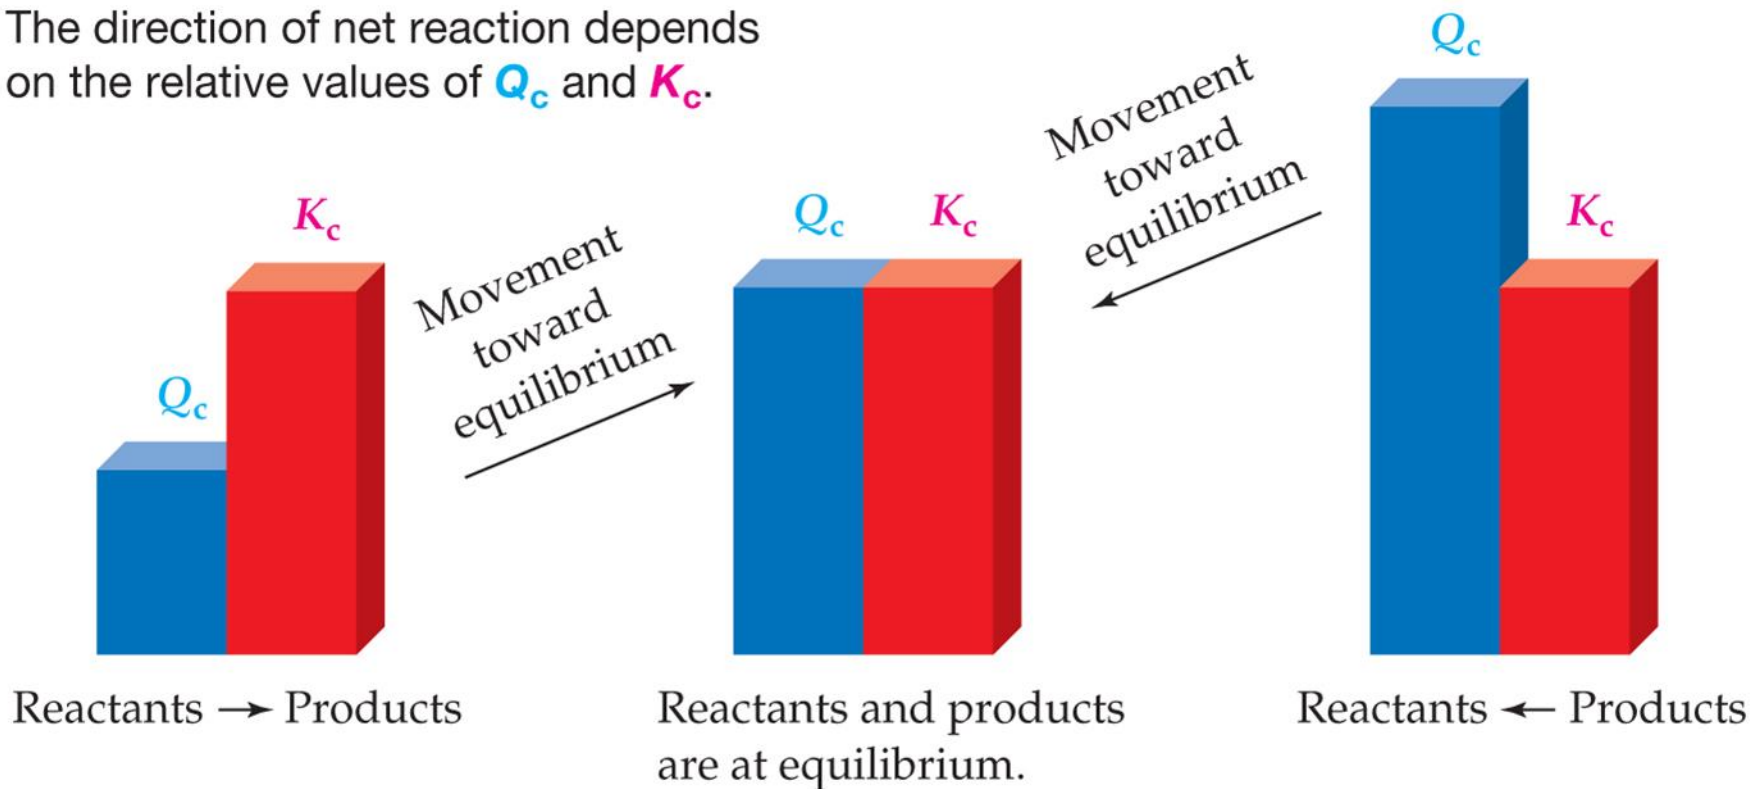 The direction of net reaction depends
on the relative values of Qc and Kc.
Qc
Kc
Reactants → Products
Movement
toward
equilibrium
Qc
Kc
Reactants and products
are at equilibrium.
Movement
toward
equilibrium
Qc
Kc
Reactants ← Products